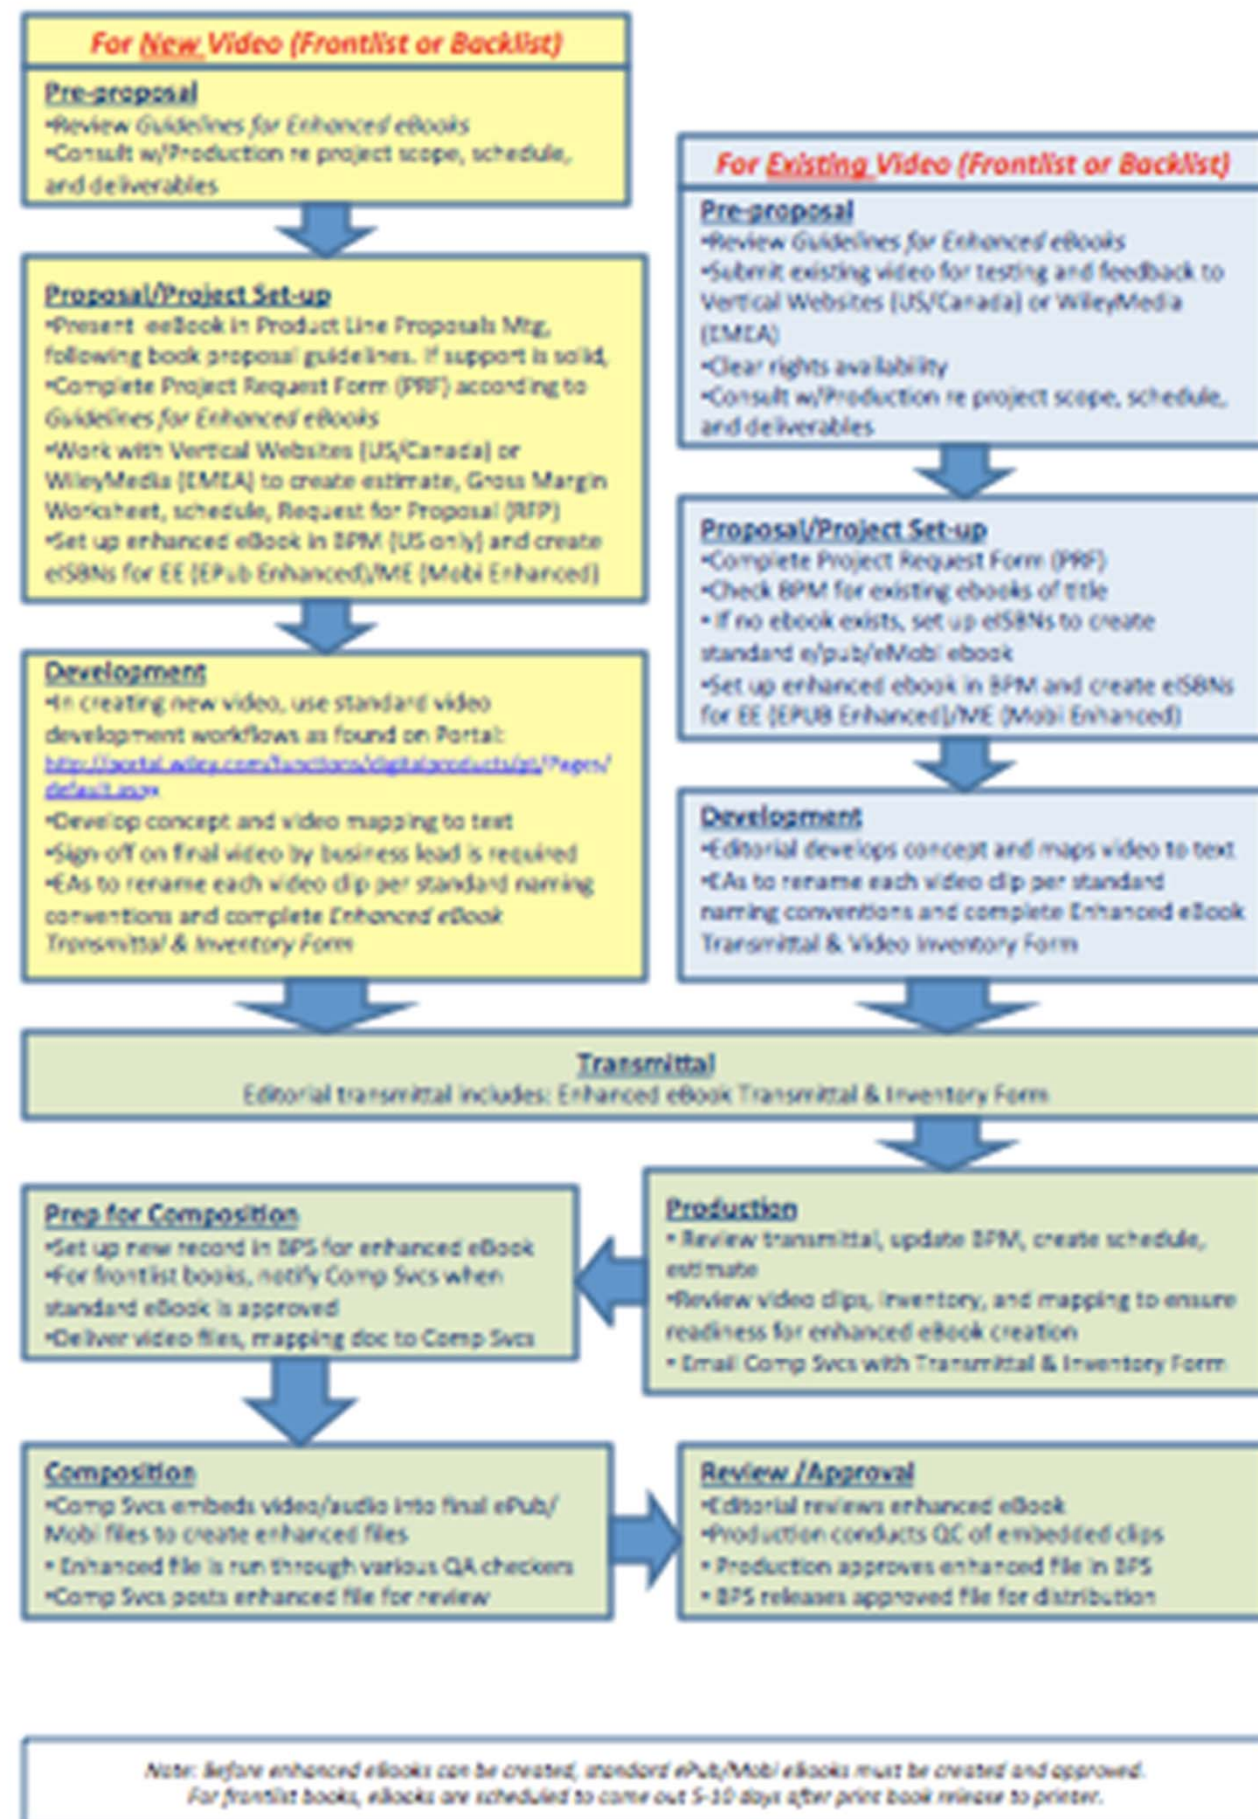 For New Video (Frontlist or Backlist)
Pre-proposal
•Review Guidelines for Enhanced eBooks
•Consult w/Production re project scope, schedule,
and deliverables
Proposal/Project Set-up
•Present eeBook in Product Line Proposals Mtg,
following book proposal guidelines. If support is solid,
•Complete Project Request Form (PRF) according to
Guidelines for Enhanced eBooks
•Work with Vertical Websites (US/Canada) or
WileyMedia (EMEA) to create estimate, Gross Margin
Worksheet, schedule, Request for Proposal (RFP)
•Set up enhanced eBook in BPM (US only) and create
eISBNs for EE (EPub Enhanced)/ME (Mobi Enhanced)
Development
•In creating new video, use standard video
development workflows as found on Portal:
http://portal.wiley.com/functions/digitalproducts/pt/Pages/
default.aspx
•Develop concept and video mapping to text
•Sign-off on final video by business lead is required
•EAs to rename each video clip per standard naming
conventions and complete Enhanced eBook
Transmittal & Inventory Form
For Existing Video (Frontlist or Backlist)
Pre-proposal
•Review Guidelines for Enhanced eBooks
•Submit existing video for testing and feedback to
Vertical Websites (US/Canada) or WileyMedia
(EMEA)
•Clear rights availability
•Consult w/Production re project scope, schedule,
and deliverables
Proposal/Project Set-up
•Complete Project Request Form (PRF)
•Check BPM for existing ebooks of title
• If no ebook exists, set up eISBNs to create
standard e/pub/eMobi ebook
•Set up enhanced ebook in BPM and create eISBNs
for EE (EPUB Enhanced)/ME (Mobi Enhanced)
Development
•Editorial develops concept and maps video to text
•EAs to rename each video clip per standard
naming conventions and complete Enhanced eBook
Transmittal & Video Inventory Form
Transmittal
Editorial transmittal includes: Enhanced eBook Transmittal & Inventory Form
Production
• Review transmittal, update BPM, create schedule,
estimate
•Review video clips, inventory, and mapping to ensure
readiness for enhanced eBook creation
• Email Comp Svcs with Transmittal & Inventory Form
Prep for Composition
•Set up new record in BPS for enhanced eBook
•For frontlist books, notify Comp Svcs when
standard eBook is approved
•Deliver video files, mapping doc to Comp Svcs
Composition
•Comp Svcs embeds video/audio into final ePub/
Mobi files to create enhanced files
• Enhanced file is run through various QA checkers
•Comp Svcs posts enhanced file for review
Review /Approval
•Editorial reviews enhanced eBook
•Production conducts QC of embedded clips
• Production approves enhanced file in BPS
• BPS releases approved file for distribution
Note: Before enhanced eBooks can be created, standard ePub/Mobi eBooks must be created and approved.
For frontlist books, eBooks are scheduled to come out 5-10 days after print book release to printer.